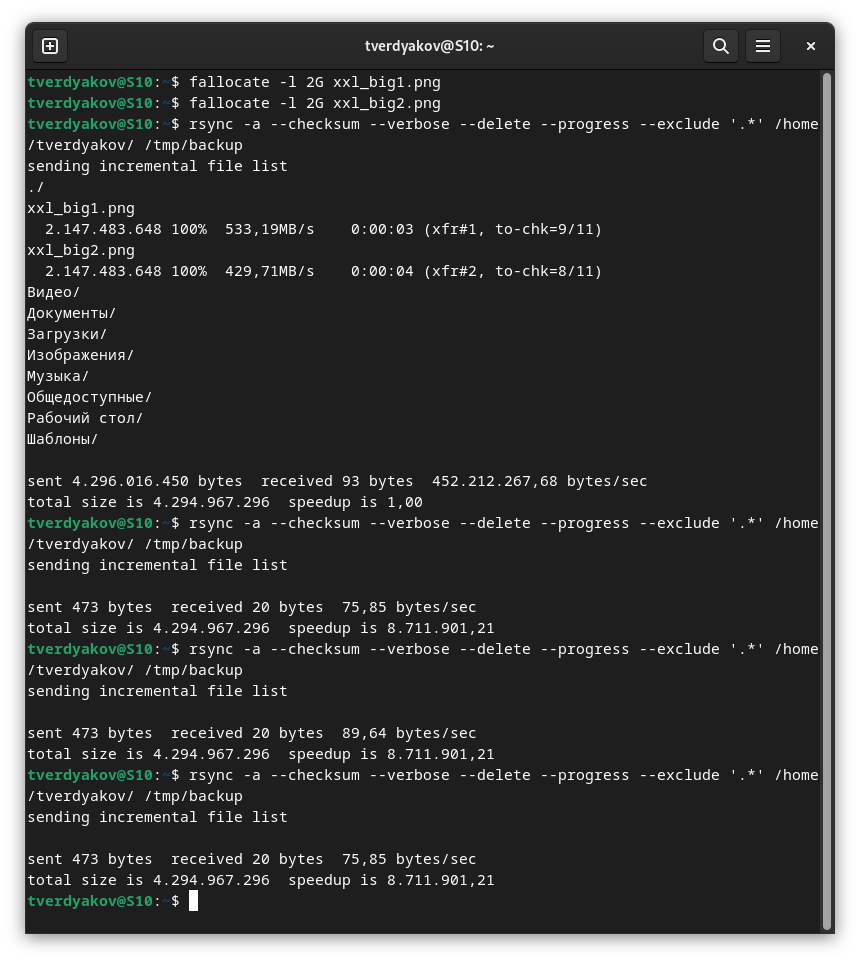 tverdyakov@S10: ~
tverdyakov@S10:~$ fallocate -l 2G xxl_big1.png
tverdyakov@S10:~$ fallocate -l 2G xxl_big2.png
tverdyakov@S10:~$ rsync -a --checksum --verbose --delete --progress --exclude '.*' /home
/tverdyakov/ /tmp/backup
sending incremental file list
./
xxl_big1.png
  2.147.483.648 100%  533,19MB/s    0:00:03 (xfr#1, to-chk=9/11)
xxl_big2.png
  2.147.483.648 100%  429,71MB/s    0:00:04 (xfr#2, to-chk=8/11)
Видео/
Документы/
Загрузки/
Изображения/
Музыка/
Общедоступные/
Рабочий стол/
Шаблоны/

sent 4.296.016.450 bytes  received 93 bytes  452.212.267,68 bytes/sec
total size is 4.294.967.296  speedup is 1,00
tverdyakov@S10:~$ rsync -a --checksum --verbose --delete --progress --exclude '.*' /home
/tverdyakov/ /tmp/backup
sending incremental file list

sent 473 bytes  received 20 bytes  75,85 bytes/sec
total size is 4.294.967.296  speedup is 8.711.901,21
tverdyakov@S10:~$ rsync -a --checksum --verbose --delete --progress --exclude '.*' /home
/tverdyakov/ /tmp/backup
sending incremental file list

sent 473 bytes  received 20 bytes  89,64 bytes/sec
total size is 4.294.967.296  speedup is 8.711.901,21
tverdyakov@S10:~$ rsync -a --checksum --verbose --delete --progress --exclude '.*' /home
/tverdyakov/ /tmp/backup
sending incremental file list

sent 473 bytes  received 20 bytes  75,85 bytes/sec
total size is 4.294.967.296  speedup is 8.711.901,21
tverdyakov@S10:~$